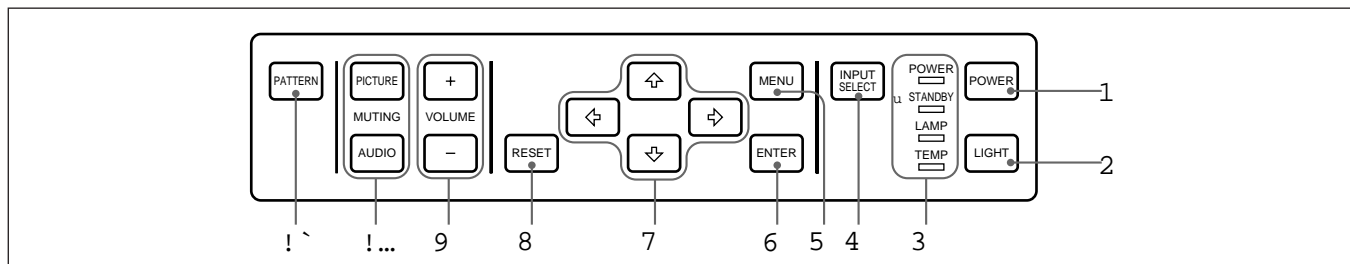 PATTERN
PICTURE
MUTING
AUDIO
+
VOLUME
−
RESET
MENU
ENTER
INPUT
SELECT
POWER
u STANDBY
LAMP
TEMP
POWER
LIGHT
1
2
!` !... 9 8 7 6 5 4 3